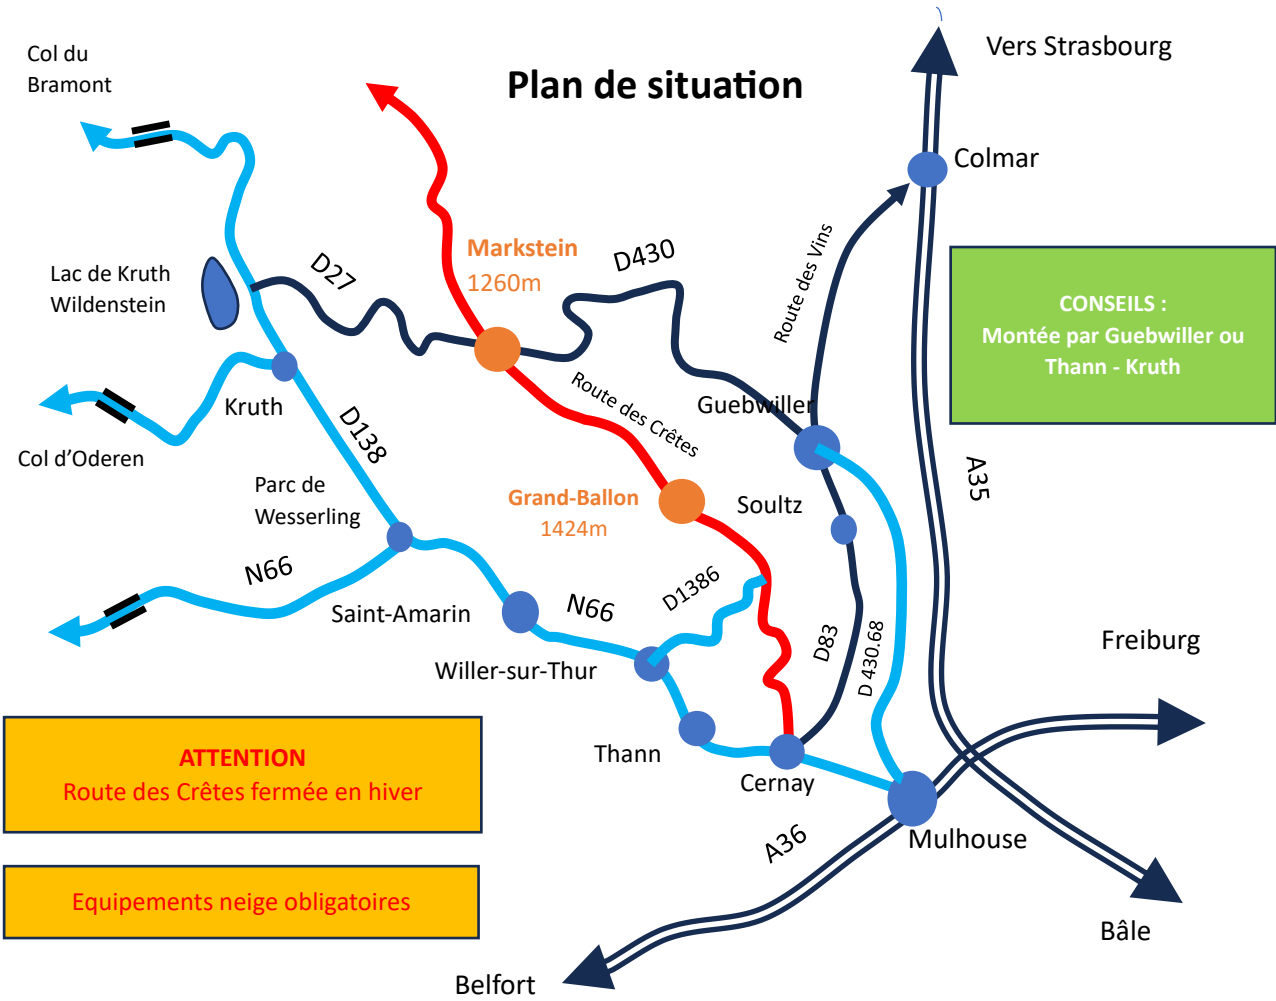 Plan de situation
Col du
Bramont
Vers Strasbourg
Colmar
Markstein
1260m
D430
D27
Route des Vins
Lac de Kruth
Wildenstein
CONSEILS :
Montée par Guebwiller ou
Thann - Kruth
Kruth
Route des Crêtes
Guebwiller
D138
Col d’Oderen
A35
Parc de
Wesserling
Grand-Ballon
1424m
Soultz
N66
D1386
Saint-Amarin
N66
D83
D 430.68
Freiburg
Willer-sur-Thur
ATTENTION
Route des Crêtes fermée en hiver
Thann
Cernay
A36
Mulhouse
Equipements neige obligatoires
Bâle
Belfort